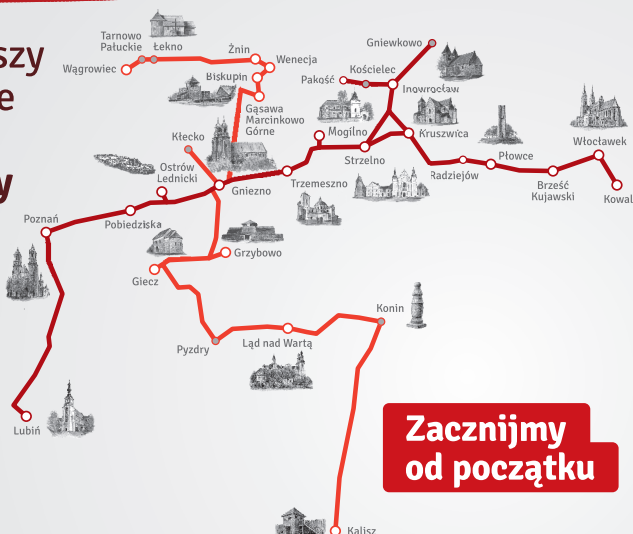 szy
e
y
Tarnowo
Pałuckie
Łekno
Wągrowiec
Żnin
Wenecja
Biskupin
Gąsawa
Marcinkowo
Górne
Gniewkowo
Kościelec
Pakość
Inowrocław
Mogilno
Kruszwica
Strzelno
Kłecko
Ostrów
Lednicki
Gniezno
Trzemeszno
Radziejów
Płowce
Włocławek
Brześć
Kujawski
Kowal
Poznań
Pobiedziska
Grzybowo
Giecz
Konin
Pyzdry
Ląd nad Wartą
Lubiń
Zacznijmy
od początku
Kalisz